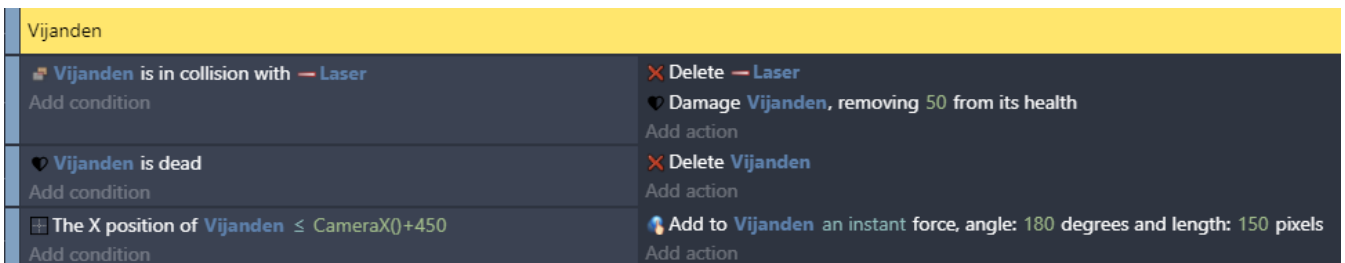 Vijanden
Vijanden is in collision with Laser
Add condition
Delete Laser
Damage Vijanden, removing 50 from its health
Add action
Vijanden is dead
Add condition
Delete Vijanden
Add action
The X position of Vijanden ≤ CameraX()+450
Add condition
Add to Vijanden an instant force, angle: 180 degrees and length: 150 pixels
Add action